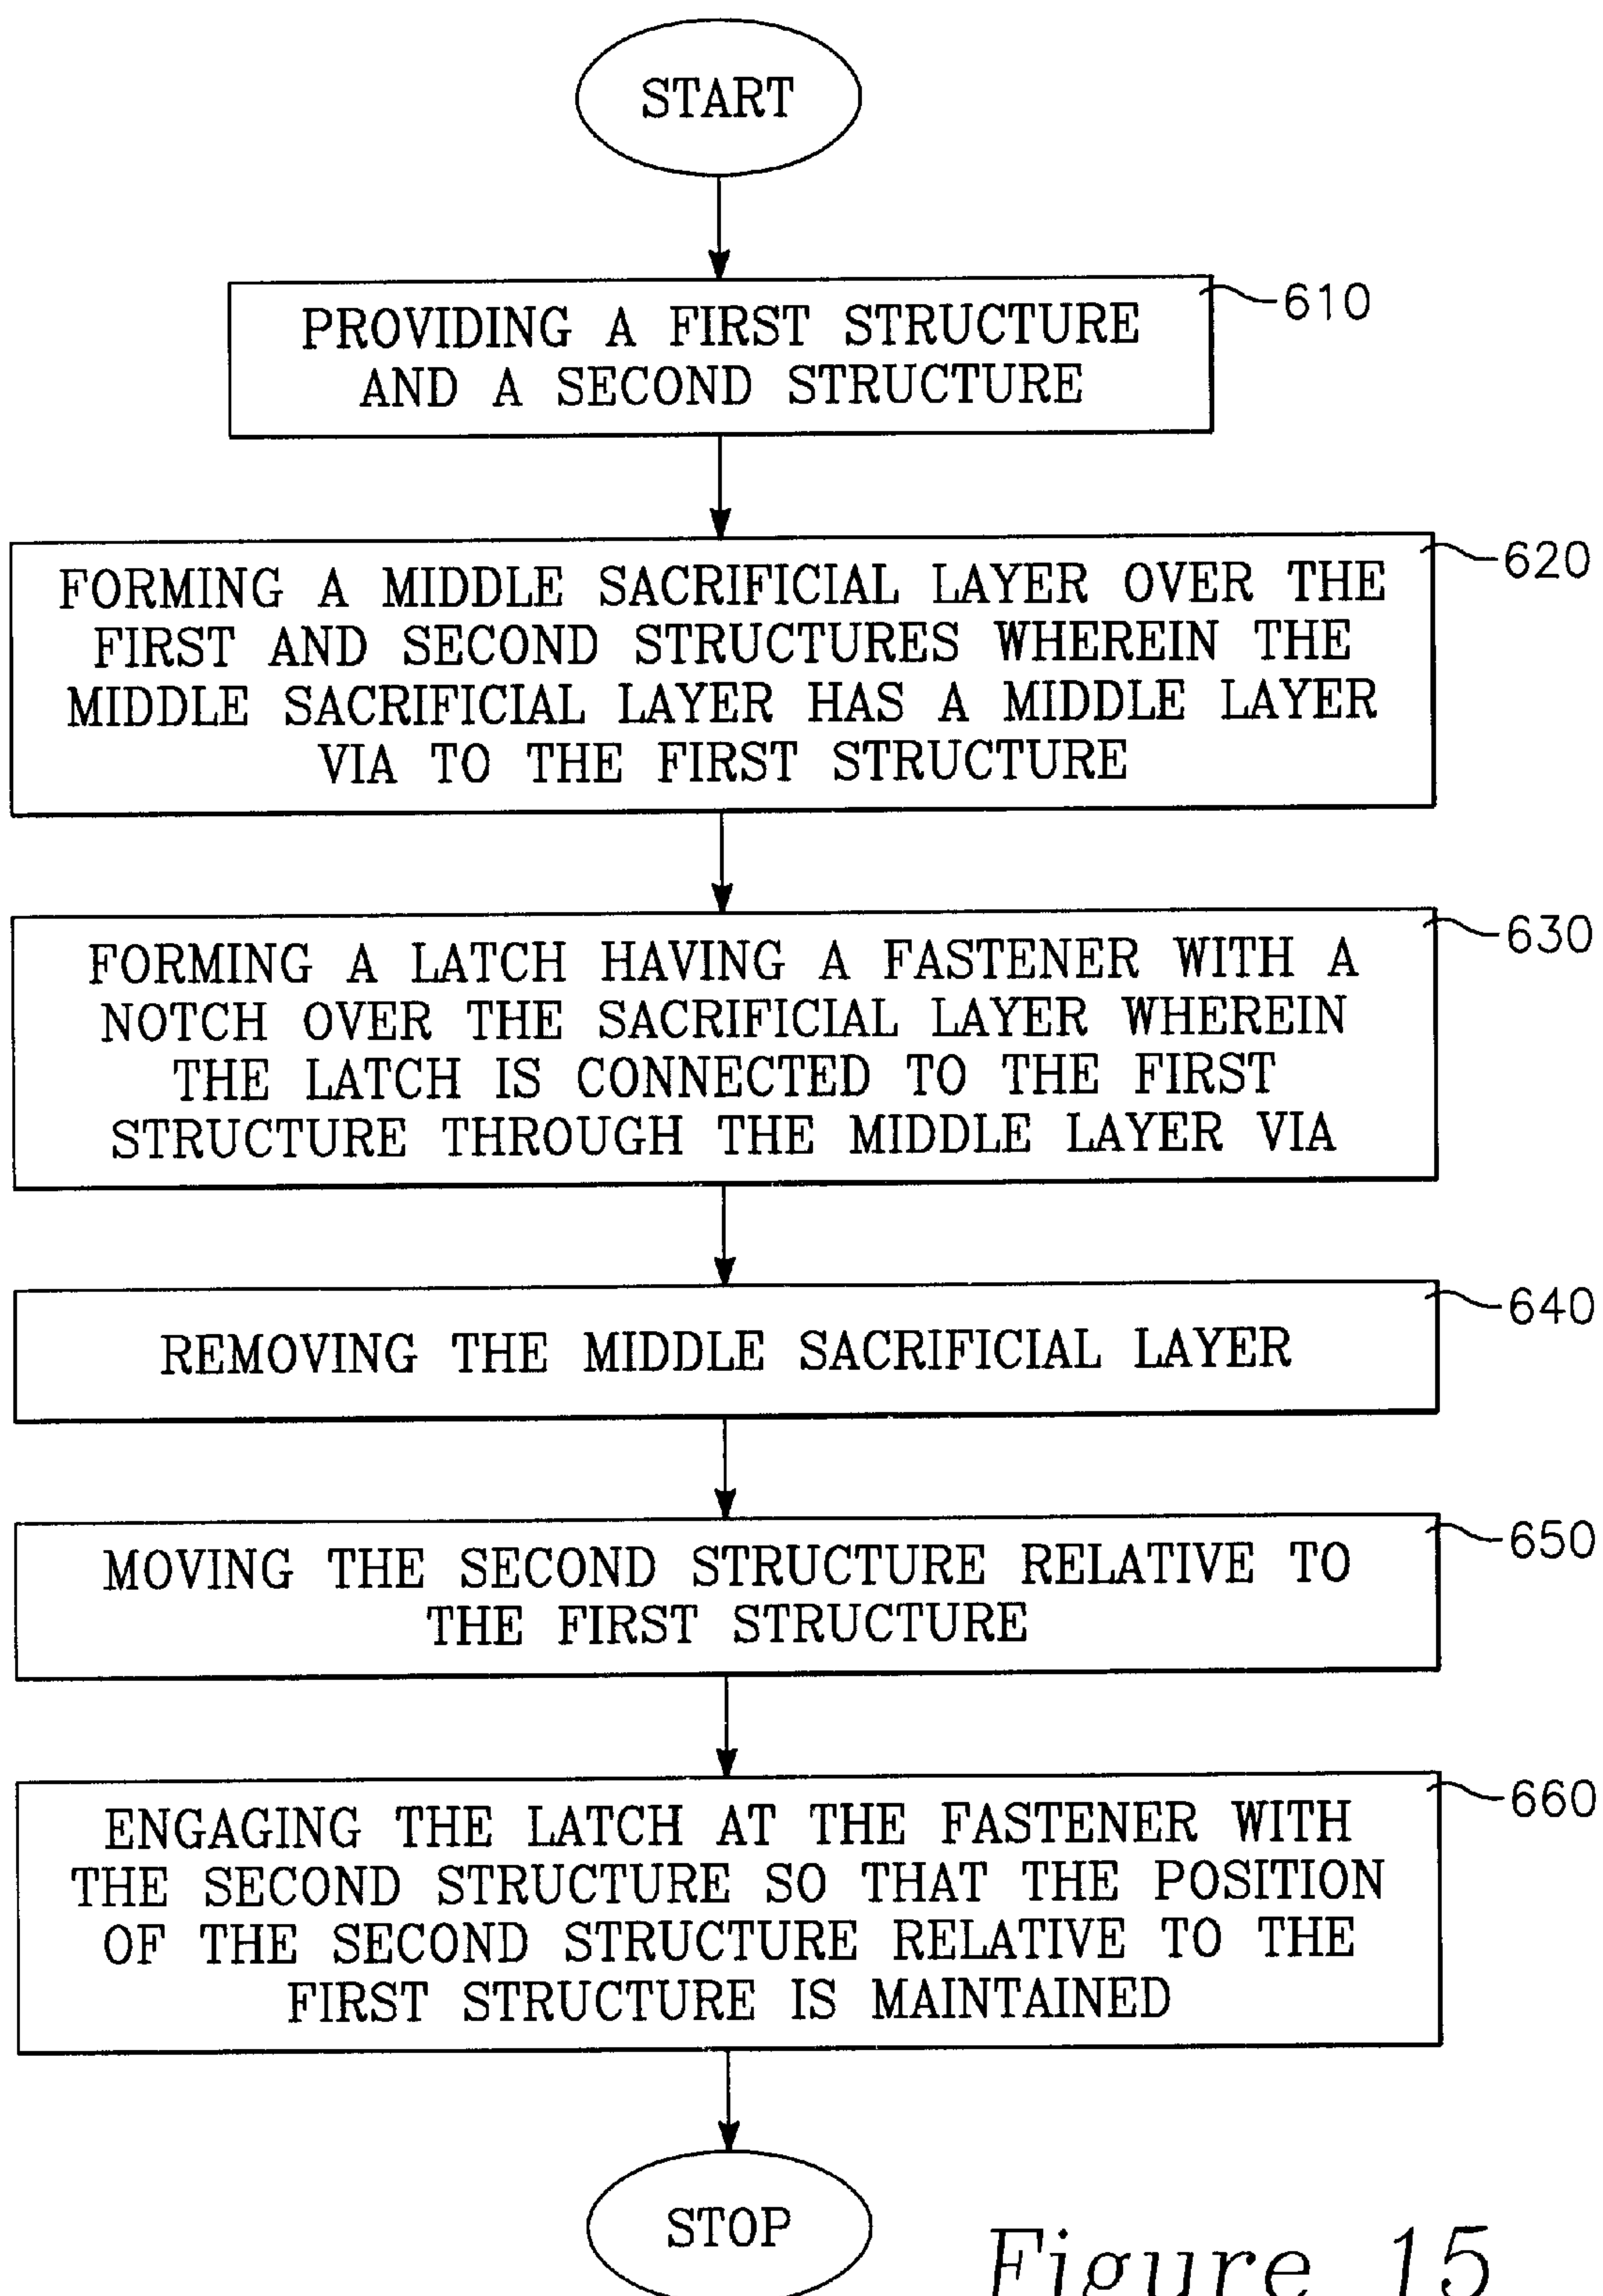 START
PROVIDING A FIRST STRUCTURE
AND A SECOND STRUCTURE
610
FORMING A MIDDLE SACRIFICIAL LAYER OVER THE
FIRST AND SECOND STRUCTURES WHEREIN THE
MIDDLE SACRIFICIAL LAYER HAS A MIDDLE LAYER
VIA TO THE FIRST STRUCTURE
620
FORMING A LATCH HAVING A FASTENER WITH A
NOTCH OVER THE SACRIFICIAL LAYER WHEREIN
THE LATCH IS CONNECTED TO THE FIRST
STRUCTURE THROUGH THE MIDDLE LAYER VIA
630
REMOVING THE MIDDLE SACRIFICIAL LAYER
640
MOVING THE SECOND STRUCTURE RELATIVE TO
THE FIRST STRUCTURE
650
ENGAGING THE LATCH AT THE FASTENER WITH
THE SECOND STRUCTURE SO THAT THE POSITION
OF THE SECOND STRUCTURE RELATIVE TO THE
FIRST STRUCTURE IS MAINTAINED
660
STOP
Figure 15